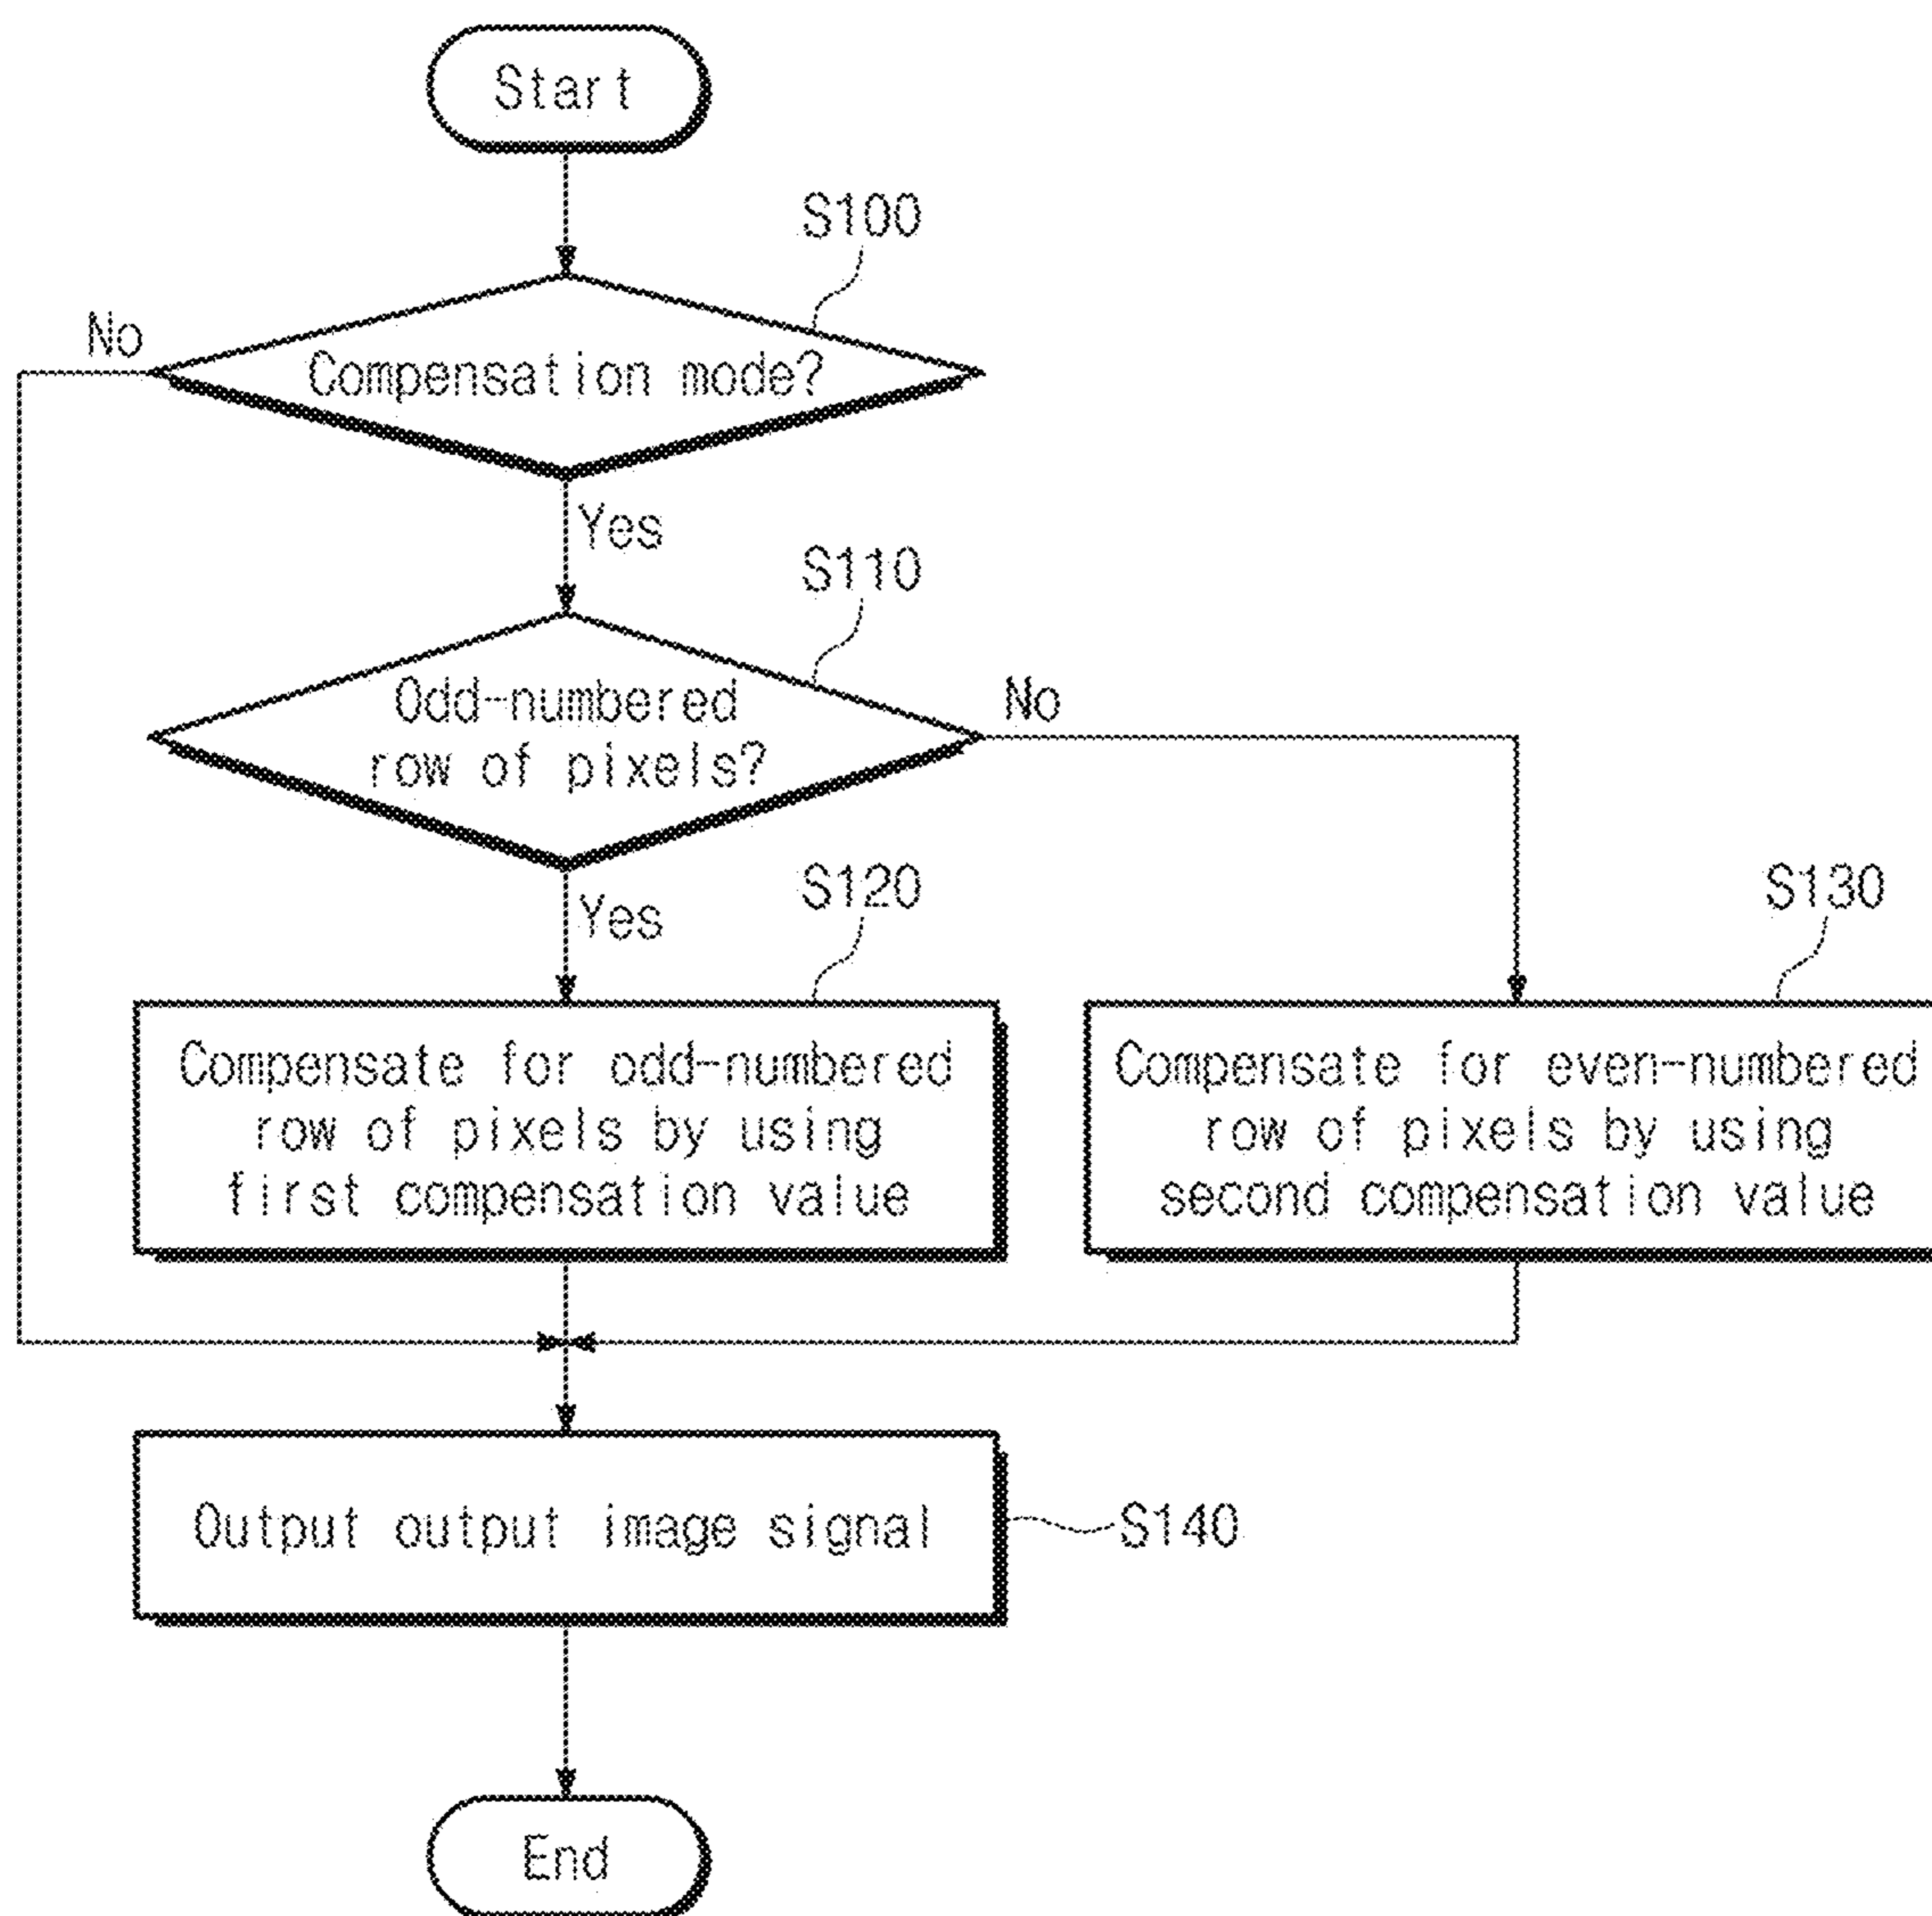 Start
S100
No
Compensation mode?
Yes
S110
Odd-numbered
row of pixels?
No
Yes
S120
S130
Compensate for odd-numbered
row of pixels by using
first compensation value
Compensate for even-numbered
row of pixels by using
second compensation value
Output output image signal
S140
End